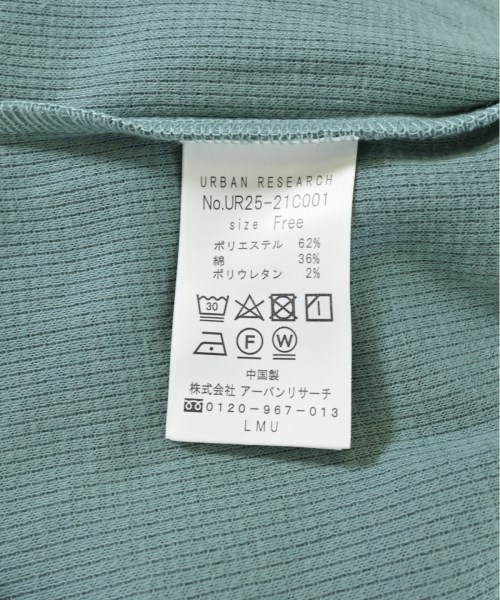 URBAN RESEARCH
No.UR25-21C001
size Free
ポリエステル 62%
綿 36%
ポリウレタン 2%
30
F W
中国製
株式会社 アーバンリサーチ
0120-967-013
LMU